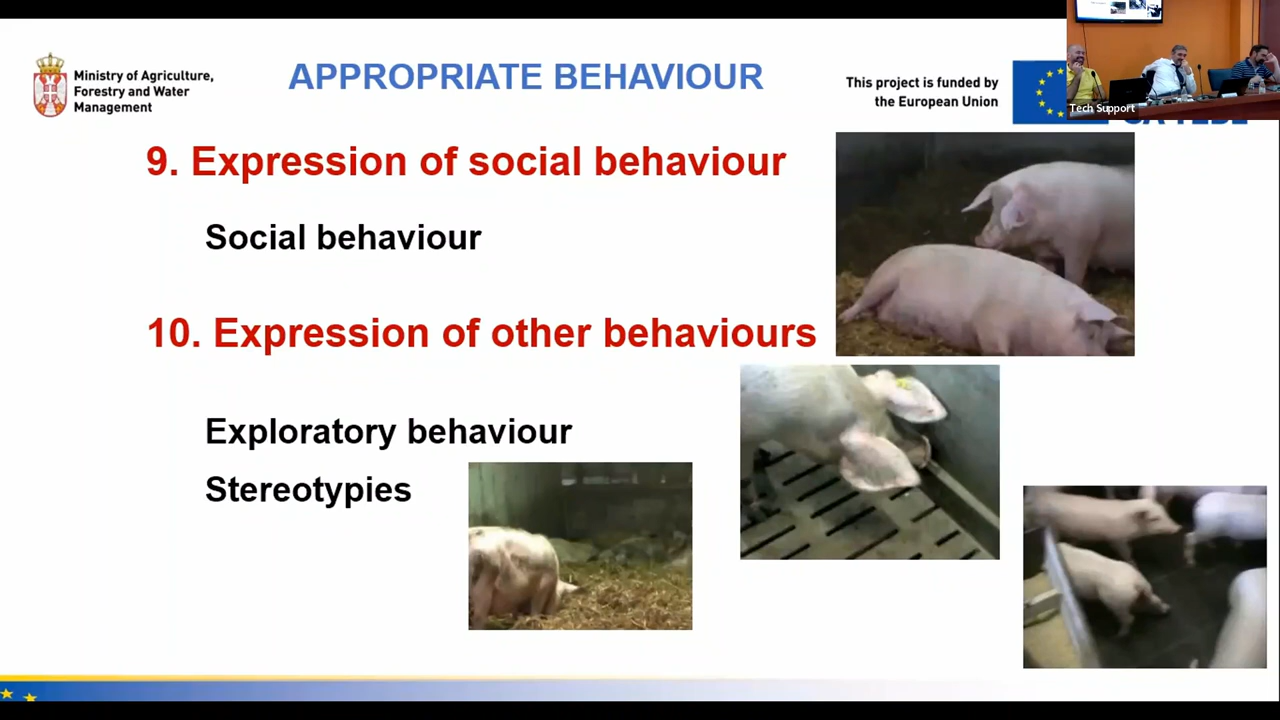 Ministry of Agriculture,
Forestry and Water
Management
APPROPRIATE BEHAVIOUR
This project is funded by
the European Union
Tech Support
9. Expression of social behaviour
Social behaviour
10. Expression of other behaviours
Exploratory behaviour
Stereotypies